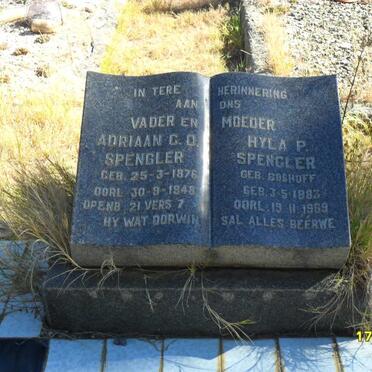 IN TERE HERINNERING
AAN ONS
VADER EN MOEDER
ADRIAAN G.O. HYLA P.
SPENGLER SPENGLER
GEB. 25-3-1876 GEB. BOSHOFF
OORL. 30-9-1948 GEB. 3-5-1883
OPENB. 21 VERS 7 OORL. 19-11-1969
HY WAT OORWIN SAL ALLES BEERWE
17